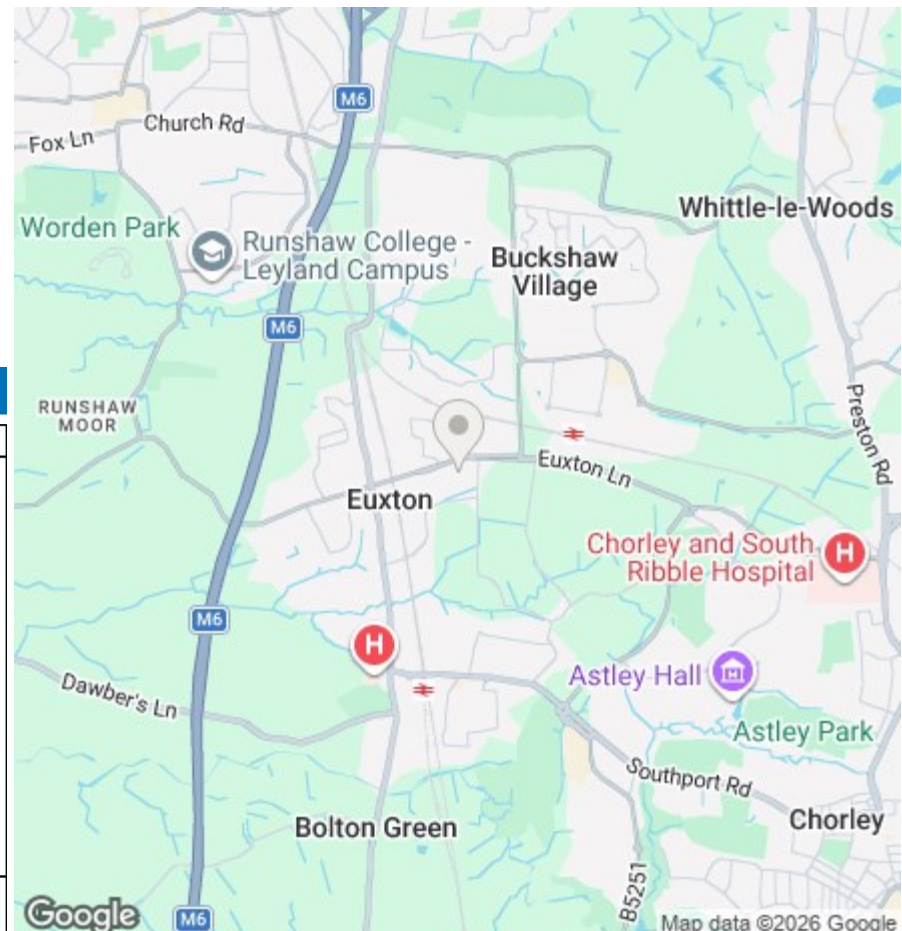 M6
Church Rd
Fox Ln
Whittle-le-Woods
Worden Park
Runshaw College -
Leyland Campus
Buckshaw
Village
M6
RUNSHAW
MOOR
Preston Rd
Euxton Ln
Euxton
Chorley and South
Ribble Hospital
H
M6
H
Astley Hall
Dawber's Ln
Astley Park
Southport Rd
Chorley
Bolton Green
B5251
Google
M6
Map data ©2026 Google